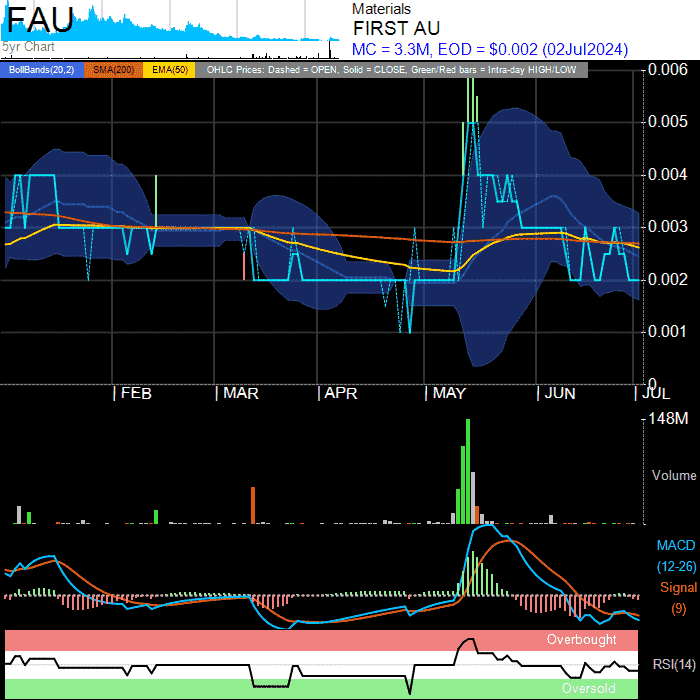 FAU
5yr Chart
Materials
FIRST AU
MC = 3.3M, EOD = $0.002 (02Jul2024)
BollBands(20,2) SMA(200) EMA(50) OHLC Prices: Dashed = OPEN, Solid = CLOSE, Green/Red bars = Intra-day HIGH/LOW
0.006
0.005
0.004
0.003
0.002
0.001
0
FEB MAR APR MAY JUN JUL
148M
Volume
MACD
(12-26)
Signal
(9)
Overbought
RSI(14)
Oversold